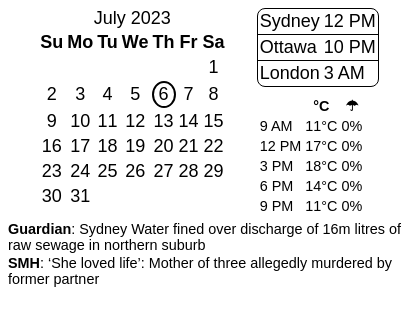 July 2023
Su Mo Tu We Th Fr Sa
1
2 3 4 5 6 7 8
9 10 11 12 13 14 15
16 17 18 19 20 21 22
23 24 25 26 27 28 29
30 31
Sydney 12 PM
Ottawa 10 PM
London 3 AM
°C ☂
9 AM 11°C 0%
12 PM 17°C 0%
3 PM 18°C 0%
6 PM 14°C 0%
9 PM 11°C 0%
Guardian: Sydney Water fined over discharge of 16m litres of
raw sewage in northern suburb
SMH: ‘She loved life’: Mother of three allegedly murdered by
former partner